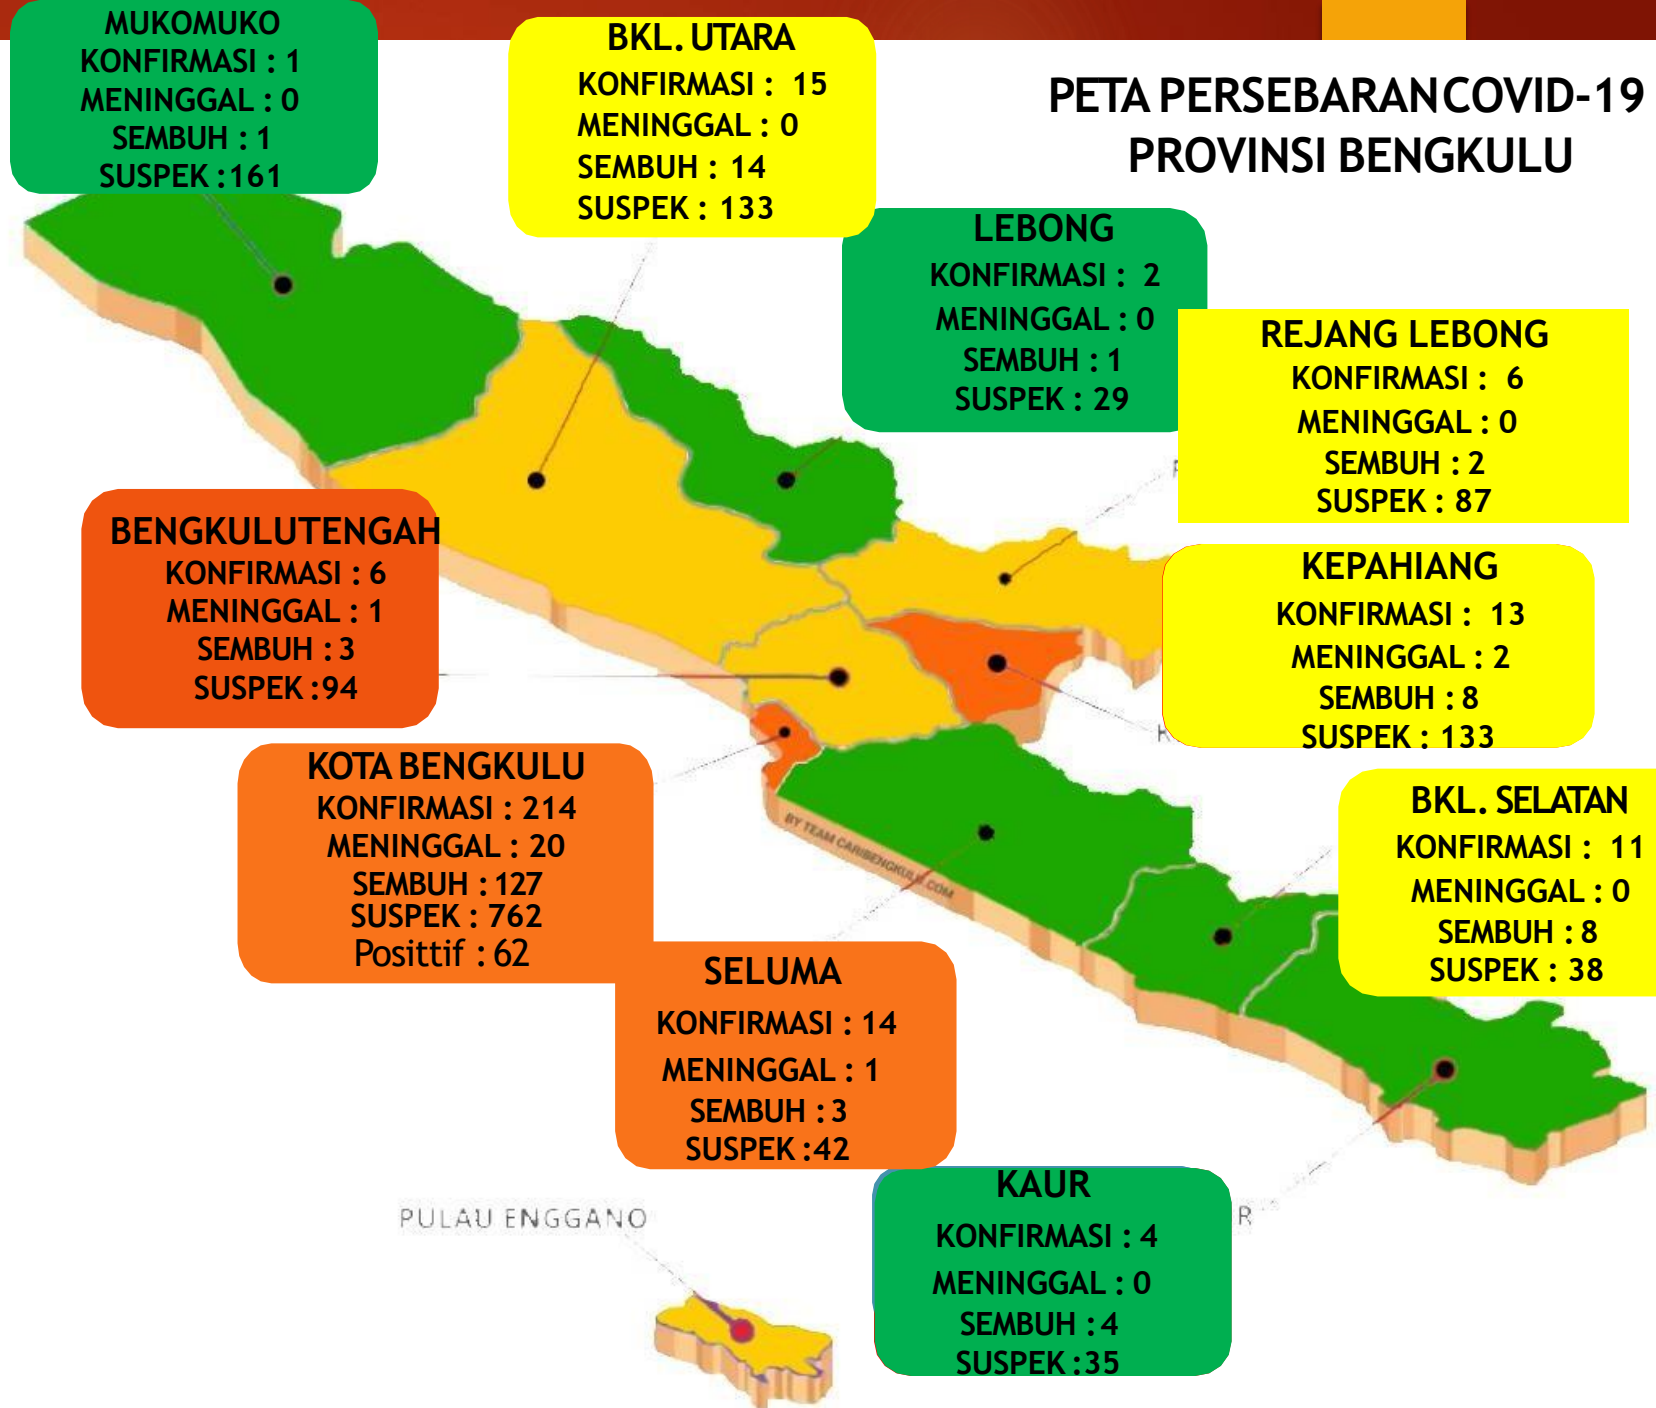 MUKOMUKO
KONFIRMASI : 1
MENINGGAL : 0
SEMBUH : 1
SUSPEK :161
BKL. UTARA
KONFIRMASI : 15
MENINGGAL : 0
SEMBUH : 14
SUSPEK : 133
PETA PERSEBARAN COVID-19
PROVINSI BENGKULU
LEBONG
KONFIRMASI : 2
MENINGGAL : 0
SEMBUH : 1
SUSPEK : 29
REJANG LEBONG
KONFIRMASI : 6
MENINGGAL : 0
SEMBUH : 2
SUSPEK : 87
BENGKULUTENGAH
KONFIRMASI : 6
MENINGGAL : 1
SEMBUH : 3
SUSPEK :94
KEPAHIANG
KONFIRMASI : 13
MENINGGAL : 2
SEMBUH : 8
SUSPEK : 133
KOTA BENGKULU
KONFIRMASI : 214
MENINGGAL : 20
SEMBUH : 127
SUSPEK : 762
Posittif : 62
BKL. SELATAN
KONFIRMASI : 11
MENINGGAL : 0
SEMBUH : 8
SUSPEK : 38
BY TEAM CARIBENGKULU.COM
SELUMA
KONFIRMASI : 14
MENINGGAL : 1
SEMBUH : 3
SUSPEK :42
KAUR
KONFIRMASI : 4
MENINGGAL : 0
SEMBUH : 4
SUSPEK :35
R
PULAU ENGGANO